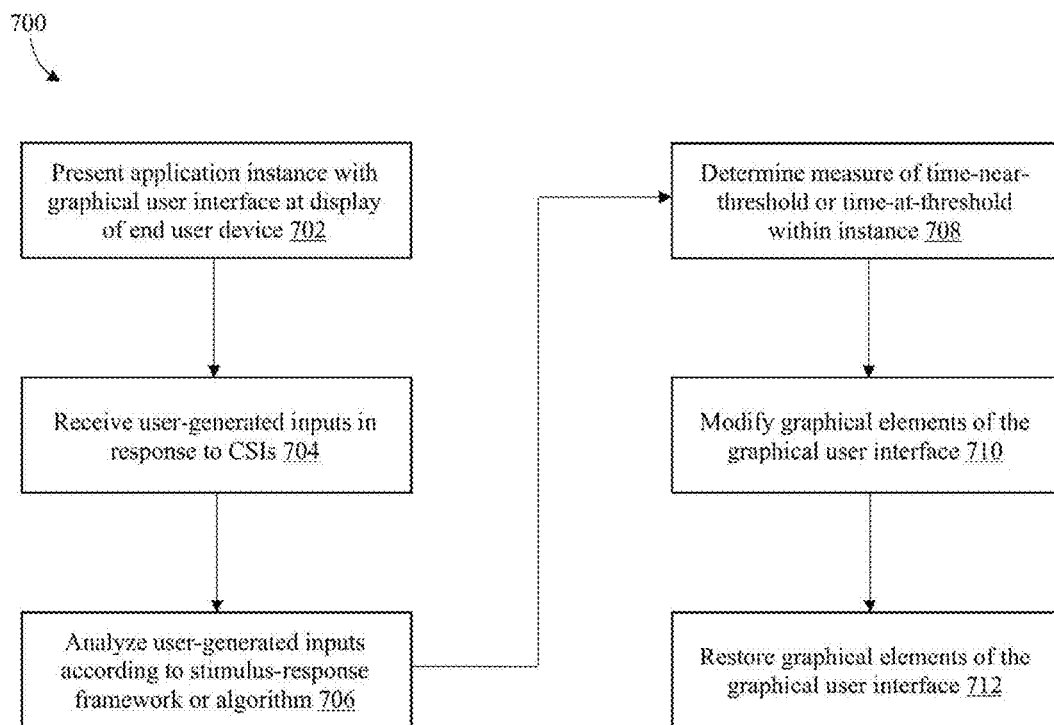 700
Present application instance with
graphical user interface at display
of end user device 702
Receive user-generated inputs in
response to CSIs 704
Analyze user-generated inputs
according to stimulus-response
framework or algorithm 706
Determine measure of time-near-
threshold or time-at-threshold
within instance 708
Modify graphical elements of the
graphical user interface 710
Restore graphical elements of the
graphical user interface 712